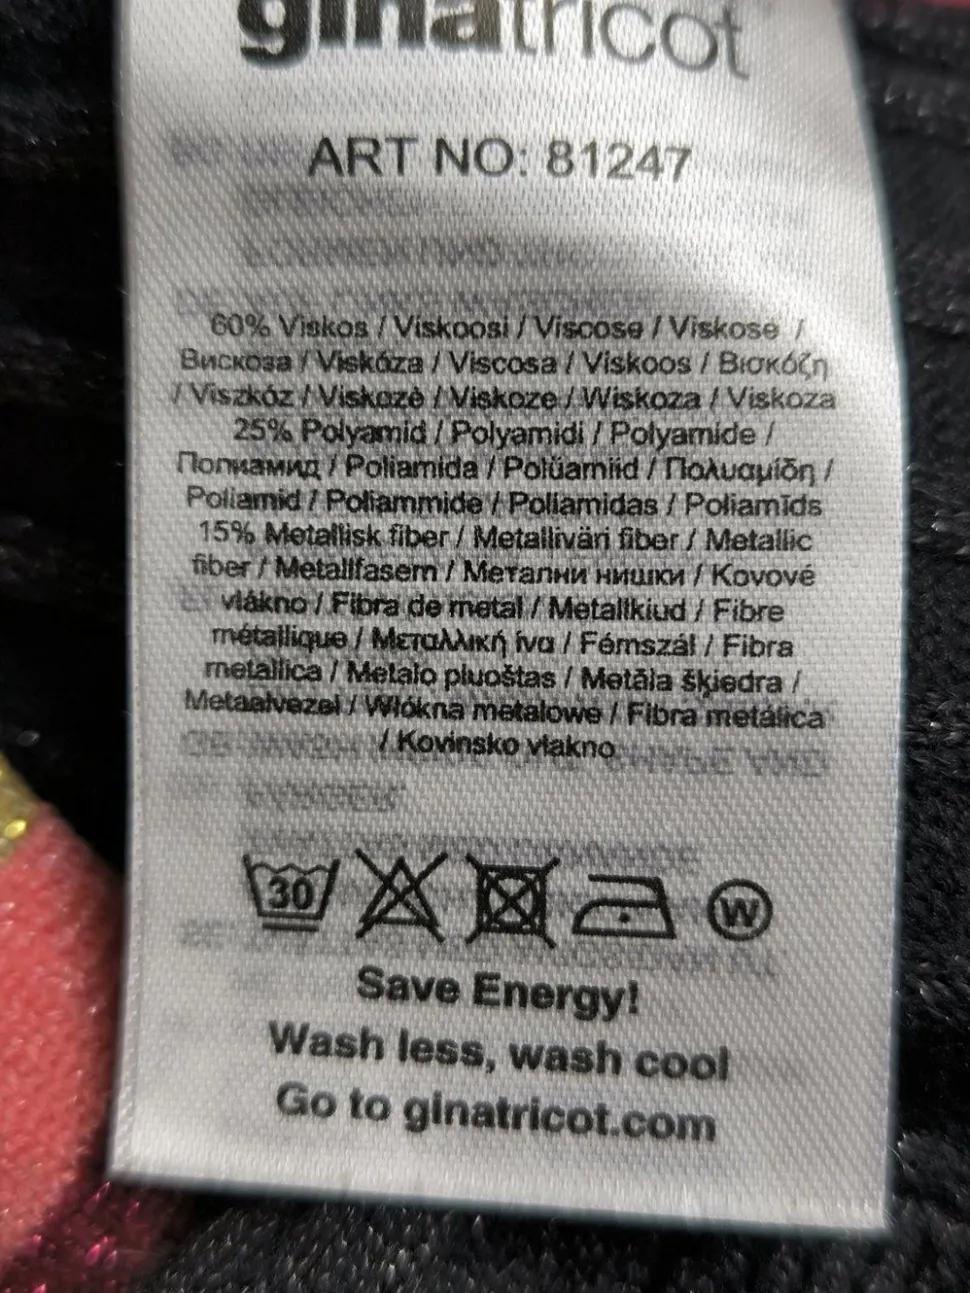 ginatricot
ART NO: 81247
60% Viskos / Viskoosi / Viscose / Viskose /
Вискоза / Viskóza / Viscosa / Viskoos / Βισκόζη
/ Viszkóz / Viskozė / Viskoze / Wiskoza / Viskoza
25% Polyamid / Polyamidi / Polyamide /
Полиамид / Poliamida / Polüamiid / Πολυαμίδη /
Poliamid / Poliammide / Poliamidas / Poliamīds
15% Metallisk fiber / Metalliväri fiber / Metallic
fiber / Metallfasern / Метални нишки / Kovové
vlákno / Fibra de metal / Metallkiud / Fibre
métallique / Μεταλλική ίνα / Fémszál / Fibra
metallica / Metalo pluoštas / Metāla šķiedra /
Metaalvezel / Włókna metalowe / Fibra metálica
/ Kovinsko vlakno
30
W
Save Energy!
Wash less, wash cool
Go to ginatricot.com